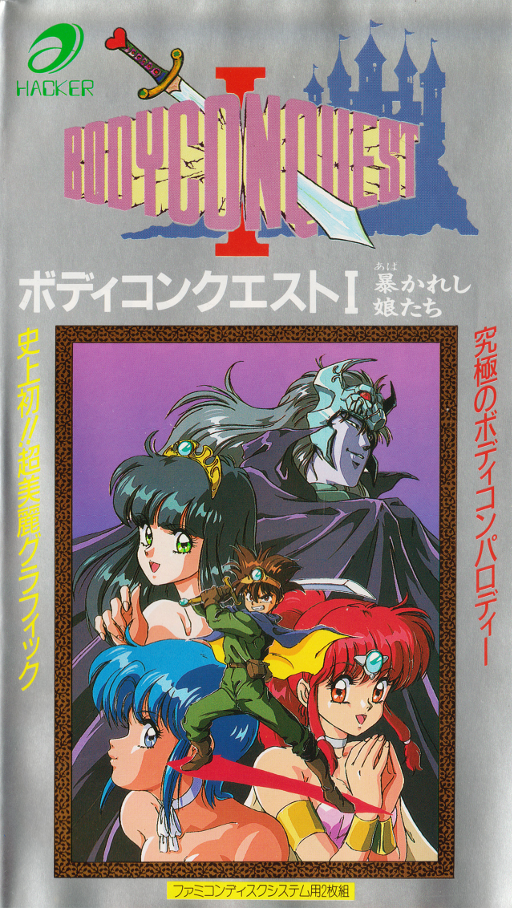 HACKER
BODYCONQUEST
I
ボディコンクエストI
あば
暴かれし
娘たち
史上初!!超美麗グラフィック
究極のボディコンパロディー
ファミコンディスクシステム用2枚組